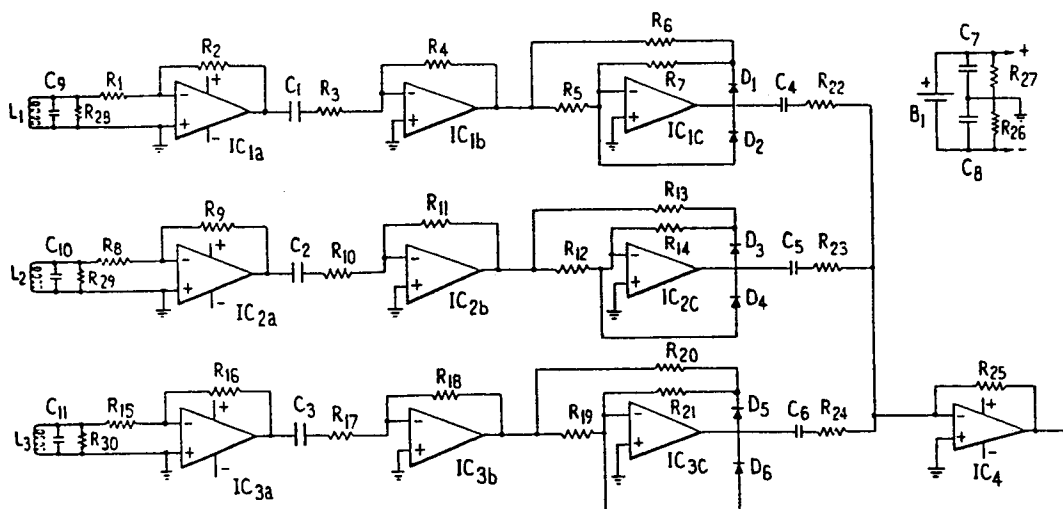 R6
R2 R4 C7 +
C9 R1 + C1 R3 R7 D1 C4 R22 + R27
L1 R28 − + − IC1a − + IC1b R5 − + IC1C D2 B1 R26
C8 −
R13
R9 R11
C10 R8 + C2 R10 R14 D3 C5 R23
L2 R29 − + − IC2a − + IC2b R12 − + IC2C D4
R20
R16 R18 R25
C11 R15 + C3 R17 R21 D5 C6 R24 +
L3 R30 − + − IC3a − + IC3b R19 − + IC3C D6 − + − IC4